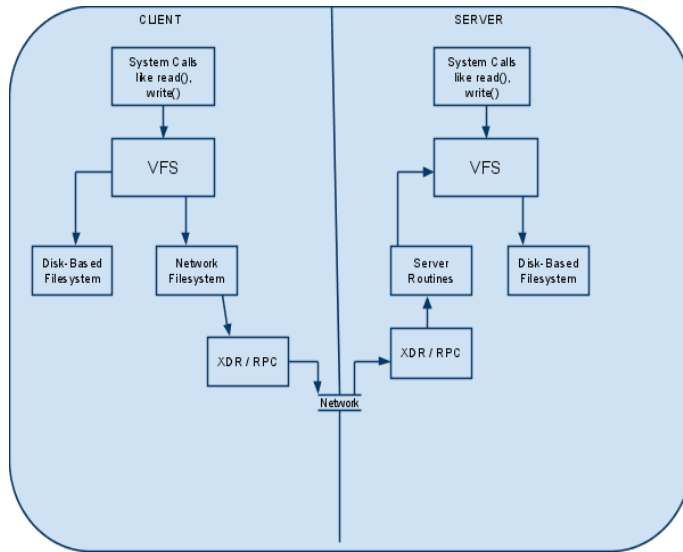 CLIENT
SERVER
System Calls
like read(),
write()
System Calls
like read(),
write()
VFS
VFS
Disk-Based
Filesystem
Network
Filesystem
Server
Routines
Disk-Based
Filesystem
XDR / RPC
XDR / RPC
Network